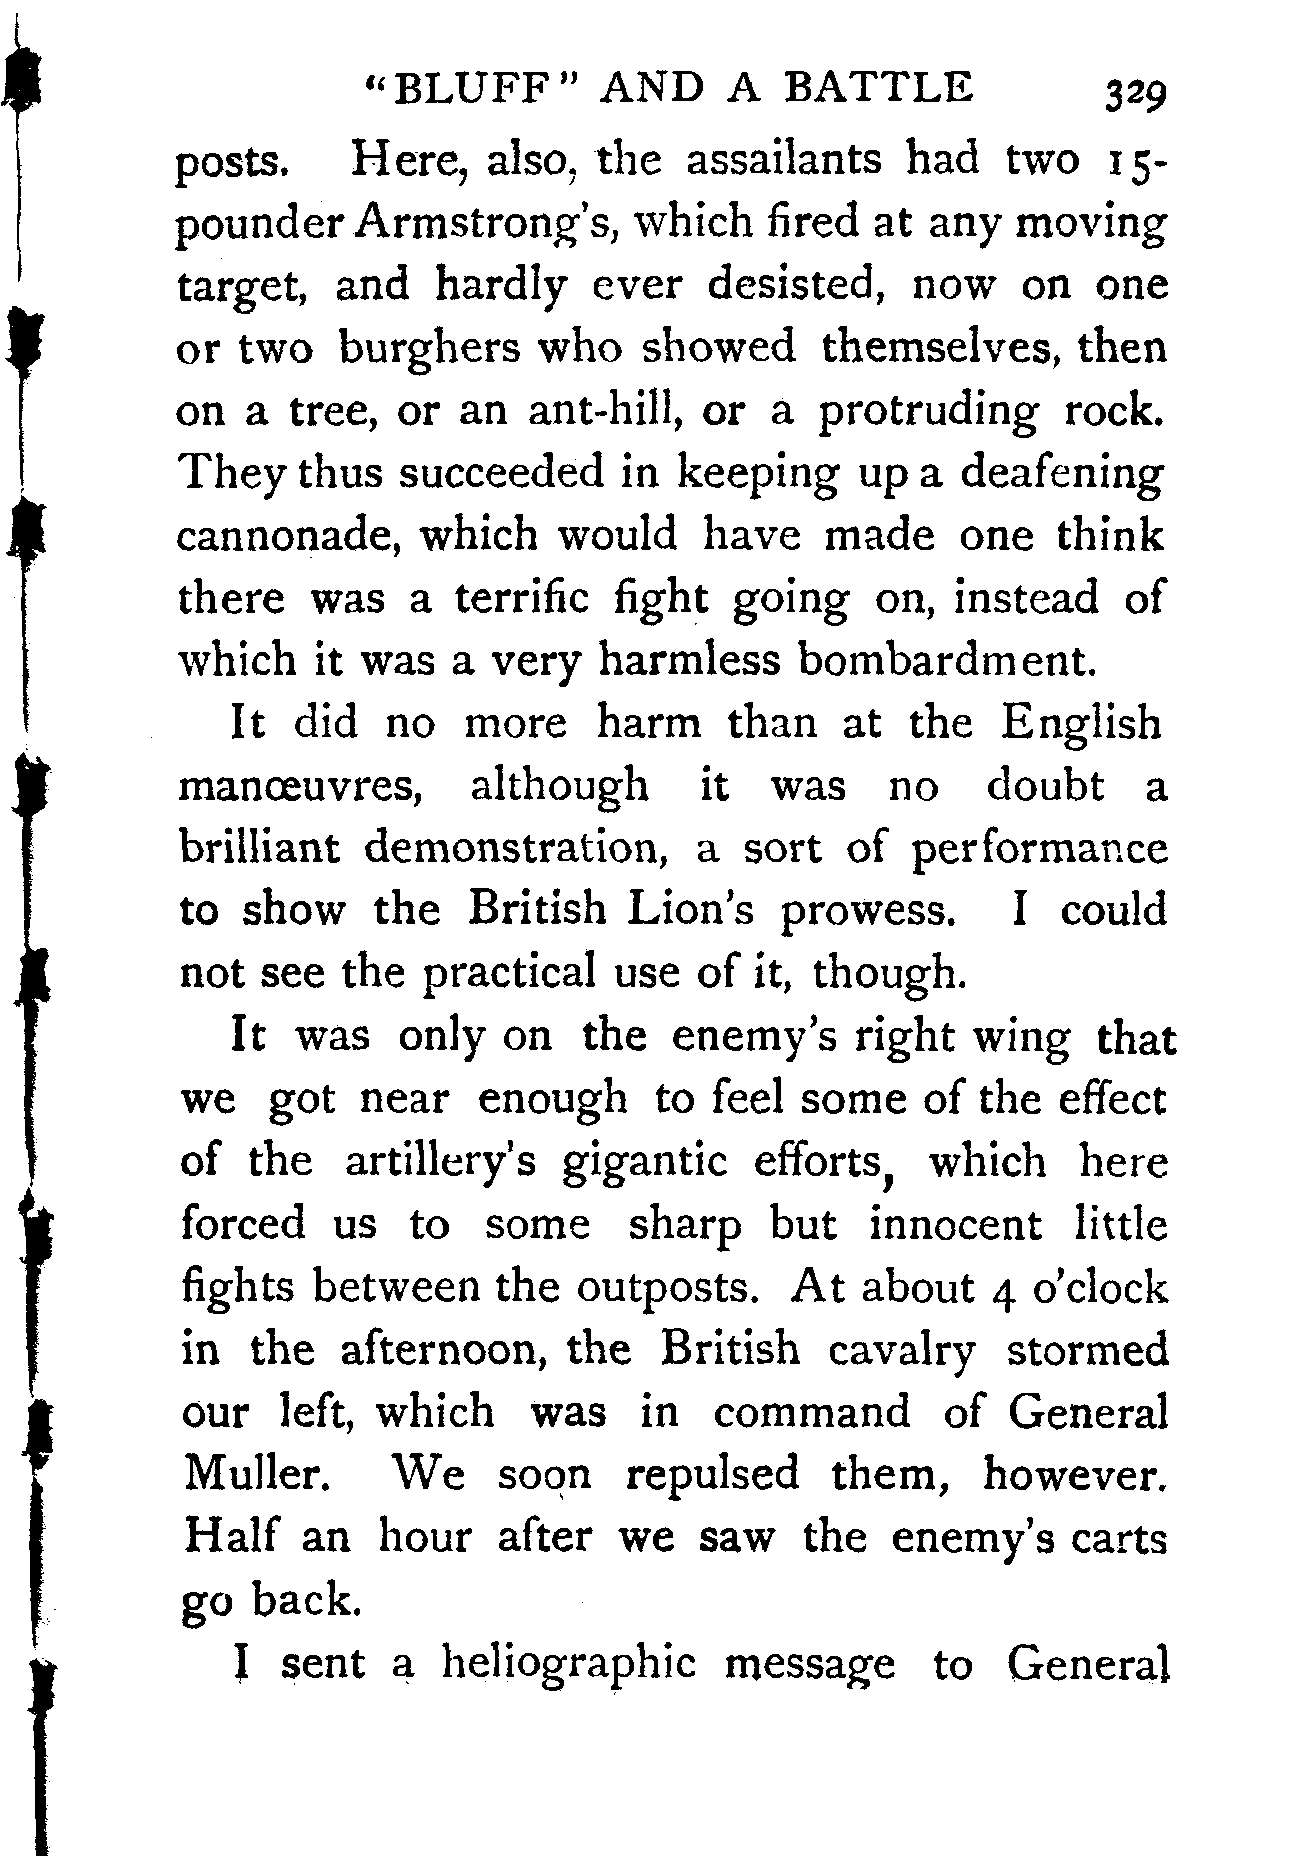 "BLUFF" AND A BATTLE 329
posts. Here, also, the assailants had two 15-
pounder Armstrong's, which fired at any moving
target, and hardly ever desisted, now on one
or two burghers who showed themselves, then
on a tree, or an ant-hill, or a protruding rock.
They thus succeeded in keeping up a deafening
cannonade, which would have made one think
there was a terrific fight going on, instead of
which it was a very harmless bombardment.
It did no more harm than at the English
manœuvres, although it was no doubt a
brilliant demonstration, a sort of performance
to show the British Lion's prowess. I could
not see the practical use of it, though.
It was only on the enemy's right wing that
we got near enough to feel some of the effect
of the artillery's gigantic efforts, which here
forced us to some sharp but innocent little
fights between the outposts. At about 4 o'clock
in the afternoon, the British cavalry stormed
our left, which was in command of General
Muller. We soon repulsed them, however.
Half an hour after we saw the enemy's carts
go back.
I sent a heliographic message to General